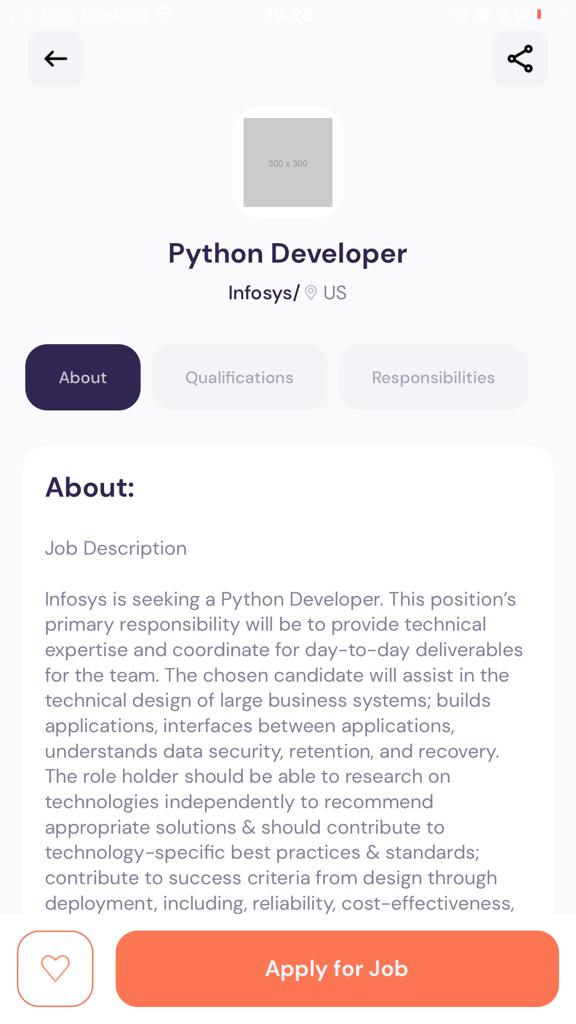 Turk Telekom
20:28
300 x 300
Python Developer
Infosys/ US
About
Qualifications
Responsibilities
About:
Job Description
Infosys is seeking a Python Developer. This position’s
primary responsibility will be to provide technical
expertise and coordinate for day-to-day deliverables
for the team. The chosen candidate will assist in the
technical design of large business systems; builds
applications, interfaces between applications,
understands data security, retention, and recovery.
The role holder should be able to research on
technologies independently to recommend
appropriate solutions & should contribute to
technology-specific best practices & standards;
contribute to success criteria from design through
deployment, including, reliability, cost-effectiveness,
Apply for Job